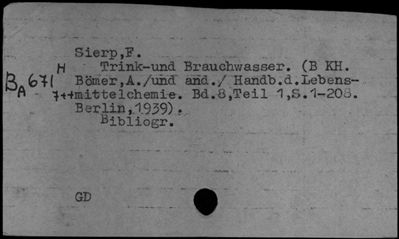 Sierp,F.
H Trink-und Brauchwasser. (B KH.
BA 671 Bömer,A./und and./ Handb.d.Lebens-
7++mittelchemie. Bd.8,Teil 1,S.1-208.
Berlin,1939).
Bibliogr.
GD